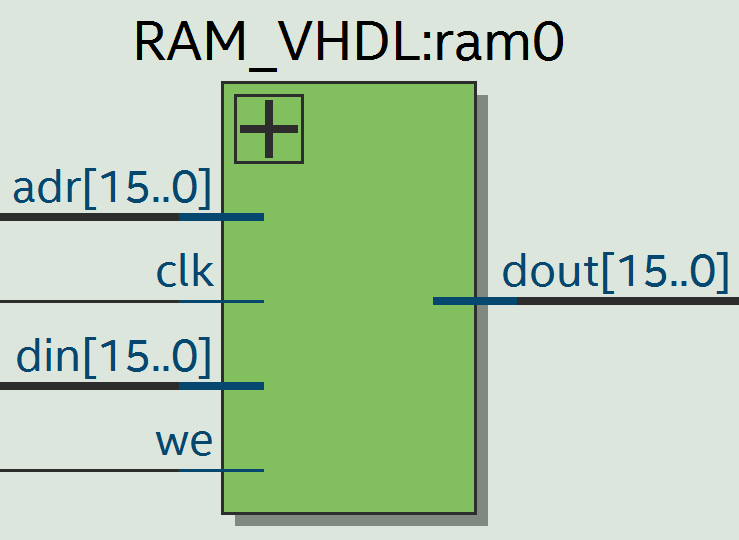 RAM_VHDL:ram0
adr[15..0]
clk
dout[15..0]
din[15..0]
we